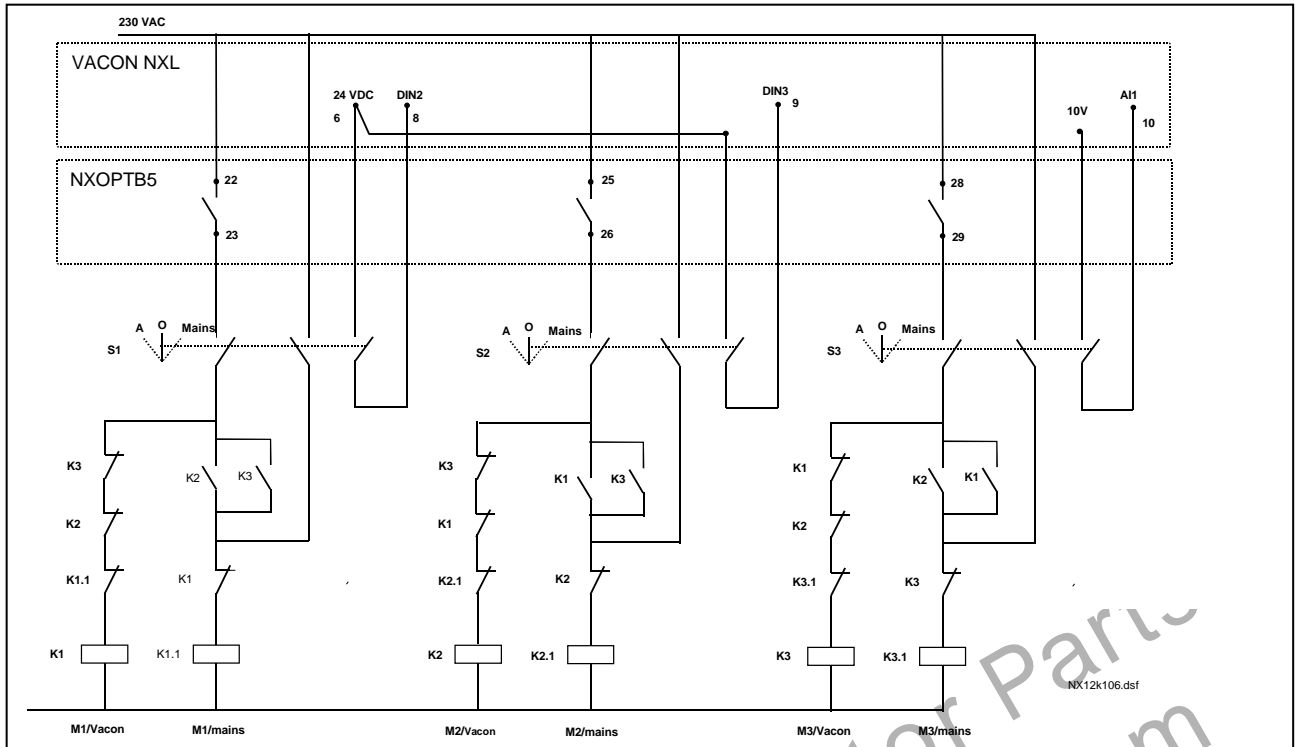 230 VAC
VACON NXL
24 VDC DIN2 DIN3 AI1
6 8 9 10V 10
NXOPTB5
22 25 28
23 26 29
A O Mains A O Mains A O Mains
S1 S2 S3
K3 K2 K3 K3 K1 K3 K1 K2 K1
K2 K1 K2
K1.1 K1 K2.1 K2 K3.1 K3
K1 K1.1 K2 K2.1 K3 K3.1
NX12k106.dsf
M1/Vacon M1/mains M2/Vacon M2/mains M3/Vacon M3/mains